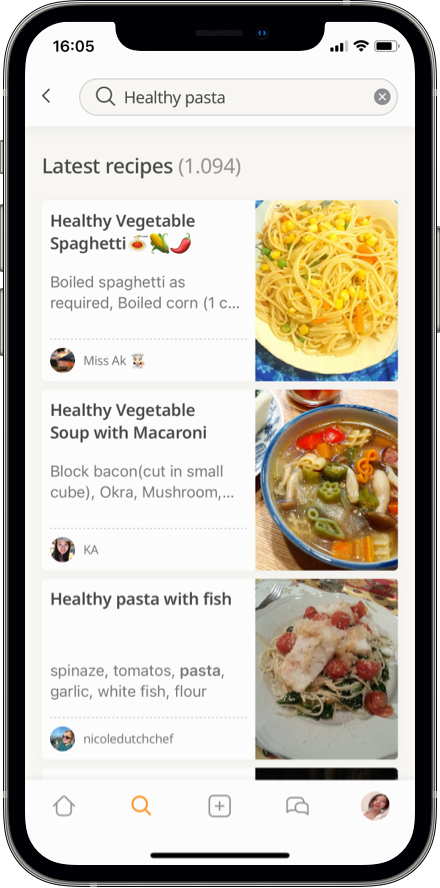 16:05
Healthy pasta
Latest recipes (1.094)
Healthy Vegetable
Spaghetti🍝🌽🌶️
Boiled spaghetti as
required, Boiled corn (1 c...
Miss Ak 👩🏻‍🍳
Healthy Vegetable
Soup with Macaroni
Block bacon(cut in small
cube), Okra, Mushroom,...
KA
Healthy pasta with fish
spinaze, tomatos, pasta,
garlic, white fish, flour
nicoledutchchef